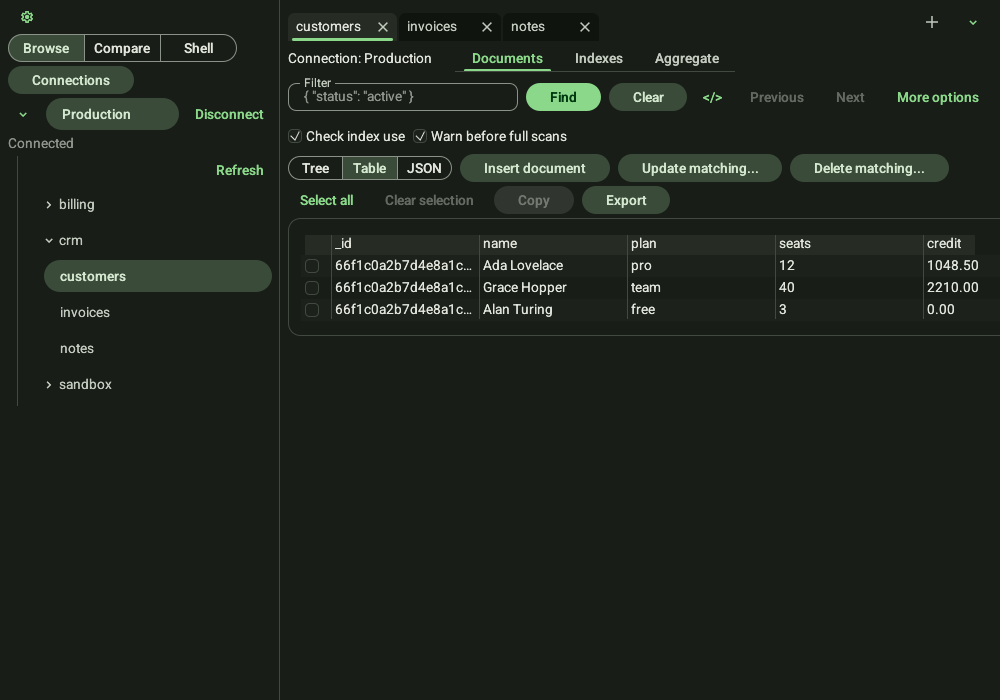 Browse Compare Shell
Connections
Production Disconnect
Connected
Refresh
billing
crm
customers
invoices
notes
sandbox
customers invoices notes
Connection: Production Documents Indexes Aggregate
Filter
{ "status": "active" } Find Clear </> Previous Next More options
Check index use Warn before full scans
Tree Table JSON Insert document Update matching... Delete matching...
Select all Clear selection Copy Export
_id name plan seats credit
66f1c0a2b7d4e8a1c... Ada Lovelace pro 12 1048.50
66f1c0a2b7d4e8a1c... Grace Hopper team 40 2210.00
66f1c0a2b7d4e8a1c... Alan Turing free 3 0.00